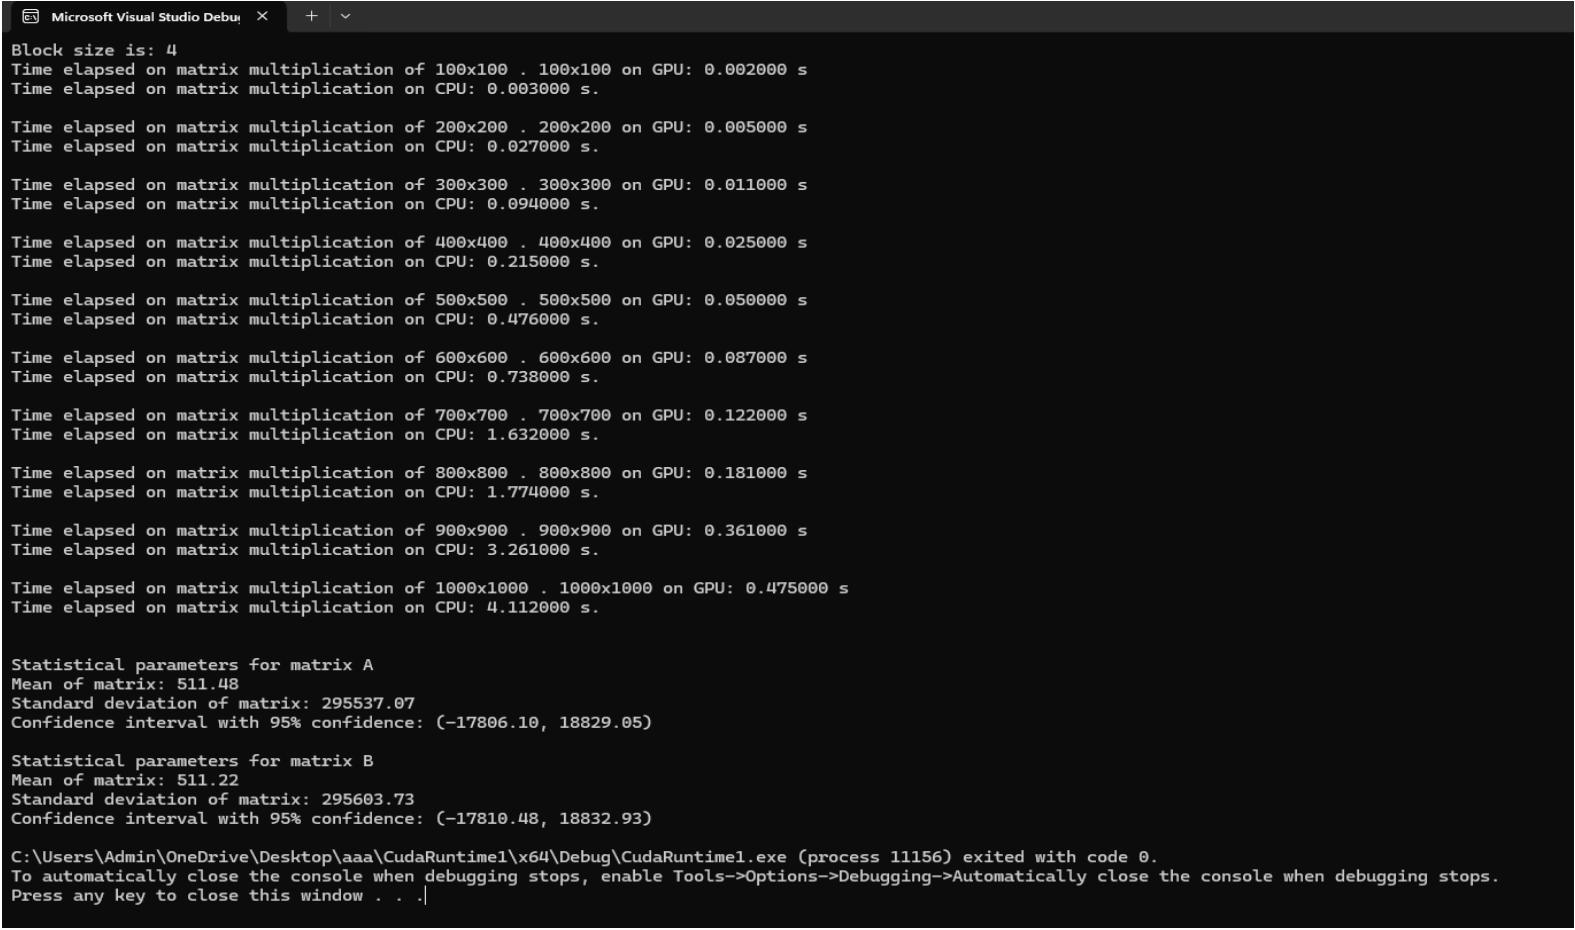 Microsoft Visual Studio Debu
Block size is: 4
Time elapsed on matrix multiplication of 100x100 . 100x100 on GPU: 0.002000 s
Time elapsed on matrix multiplication on CPU: 0.003000 s.
Time elapsed on matrix multiplication of 200x200 . 200x200 on GPU: 0.005000 s
Time elapsed on matrix multiplication on CPU: 0.027000 s.
Time elapsed on matrix multiplication of 300x300 . 300x300 on GPU: 0.011000 s
Time elapsed on matrix multiplication on CPU: 0.094000 s.
Time elapsed on matrix multiplication of 400x400 . 400x400 on GPU: 0.025000 s
Time elapsed on matrix multiplication on CPU: 0.215000 s.
Time elapsed on matrix multiplication of 500x500 . 500x500 on GPU: 0.050000 s
Time elapsed on matrix multiplication on CPU: 0.476000 s.
Time elapsed on matrix multiplication of 600x600 . 600x600 on GPU: 0.087000 s
Time elapsed on matrix multiplication on CPU: 0.738000 s.
Time elapsed on matrix multiplication of 700x700 . 700x700 on GPU: 0.122000 s
Time elapsed on matrix multiplication on CPU: 1.632000 s.
Time elapsed on matrix multiplication of 800x800 . 800x800 on GPU: 0.181000 s
Time elapsed on matrix multiplication on CPU: 1.774000 s.
Time elapsed on matrix multiplication of 900x900 . 900x900 on GPU: 0.361000 s
Time elapsed on matrix multiplication on CPU: 3.261000 s.
Time elapsed on matrix multiplication of 1000x1000 . 1000x1000 on GPU: 0.475000 s
Time elapsed on matrix multiplication on CPU: 4.112000 s.
Statistical parameters for matrix A
Mean of matrix: 511.48
Standard deviation of matrix: 295537.07
Confidence interval with 95% confidence: (-17806.10, 18829.05)
Statistical parameters for matrix B
Mean of matrix: 511.22
Standard deviation of matrix: 295603.73
Confidence interval with 95% confidence: (-17810.48, 18832.93)
C:\Users\Admin\OneDrive\Desktop\aaa\CudaRuntime1\x64\Debug\CudaRuntime1.exe (process 11156) exited with code 0.
To automatically close the console when debugging stops, enable Tools->Options->Debugging->Automatically close the console when debugging stops.
Press any key to close this window . . .